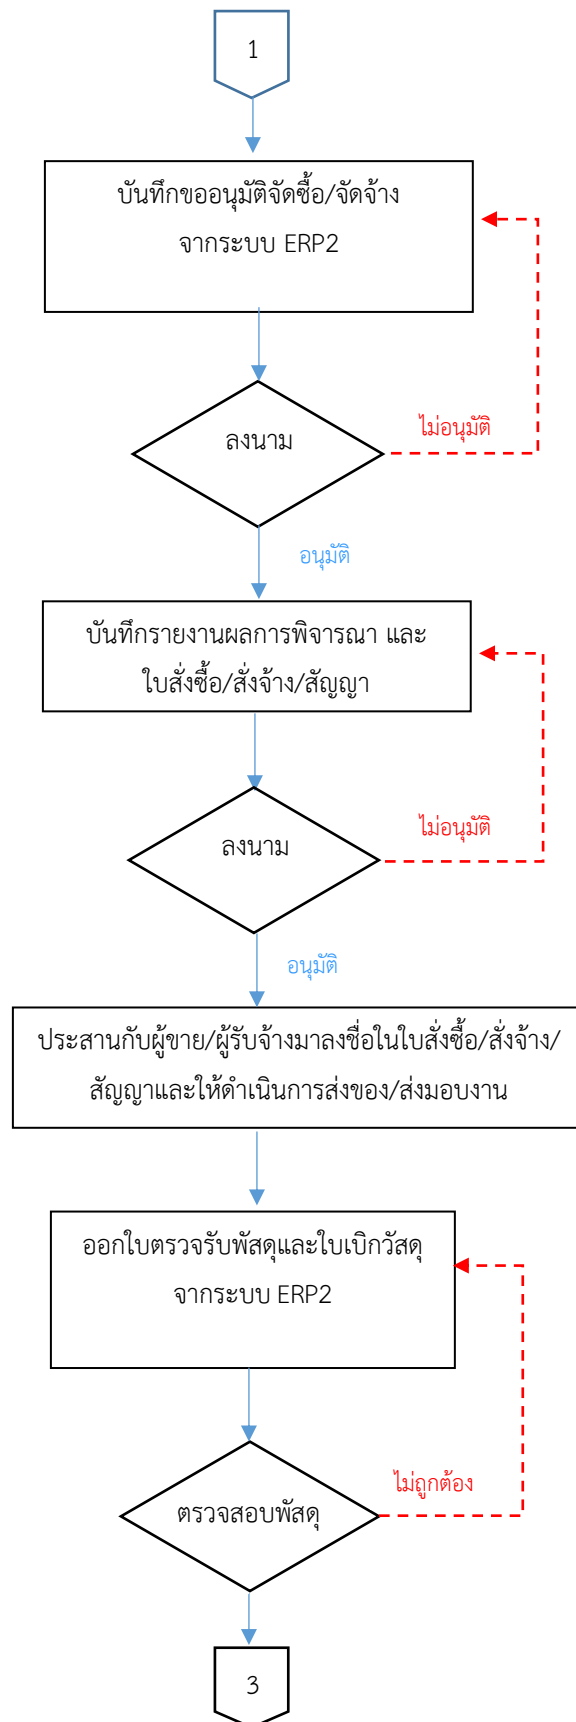 1
บันทึกขออนุมัติจัดซื้อ/จัดจ้าง
จากระบบ ERP2
ลงนาม
ไม่อนุมัติ
อนุมัติ
บันทึกรายงานผลการพิจารณา และ
ใบสั่งซื้อ/สั่งจ้าง/สัญญา
ลงนาม
ไม่อนุมัติ
อนุมัติ
ประสานกับผู้ขาย/ผู้รับจ้างมาลงชื่อในใบสั่งซื้อ/สั่งจ้าง/
สัญญาและให้ดำเนินการส่งของ/ส่งมอบงาน
ออกใบตรวจรับพัสดุและใบเบิกวัสดุ
จากระบบ ERP2
ไม่ถูกต้อง
ตรวจสอบพัสดุ
3